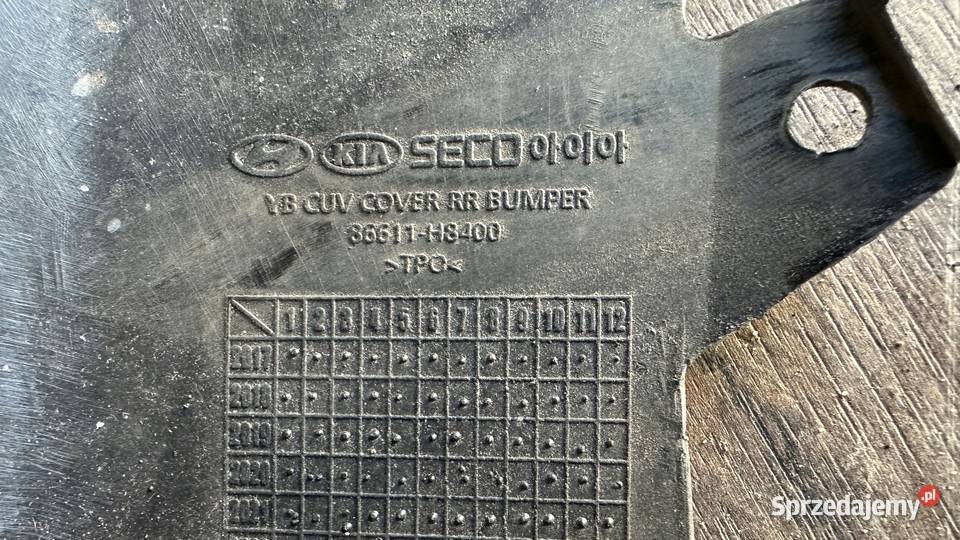 KIA SECO 아이아
YB CUV COVER RR BUMPER
86611-H8400
>TPO<
1 2 3 4 5 6 7 8 9 10 11 12
2017
2018
2019
2020
2021
Sprzedajemy.pl